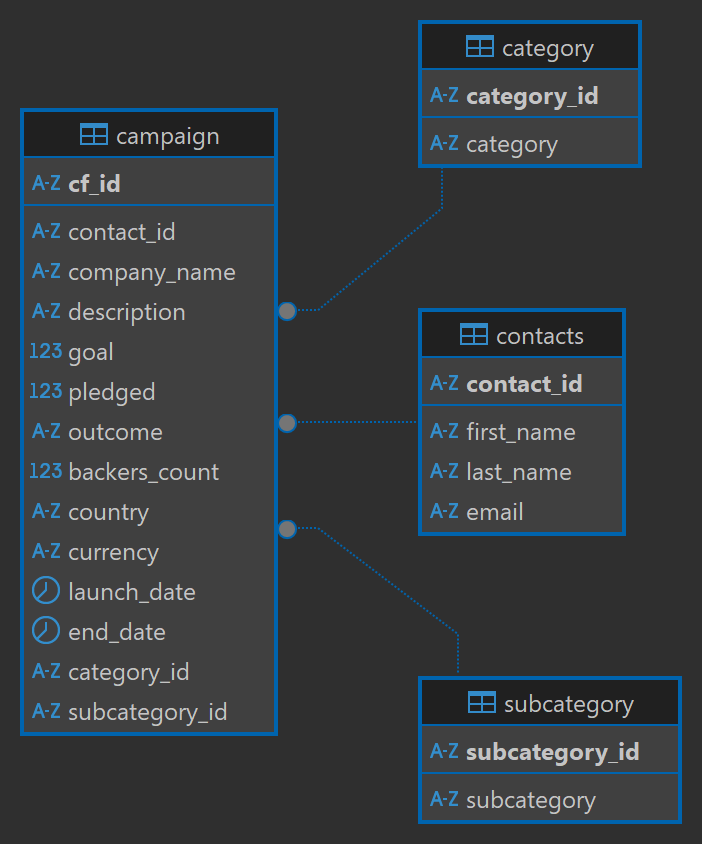 campaign
A-Z cf_id
A-Z contact_id
A-Z company_name
A-Z description
123 goal
123 pledged
A-Z outcome
123 backers_count
A-Z country
A-Z currency
launch_date
end_date
A-Z category_id
A-Z subcategory_id
category
A-Z category_id
A-Z category
contacts
A-Z contact_id
A-Z first_name
A-Z last_name
A-Z email
subcategory
A-Z subcategory_id
A-Z subcategory